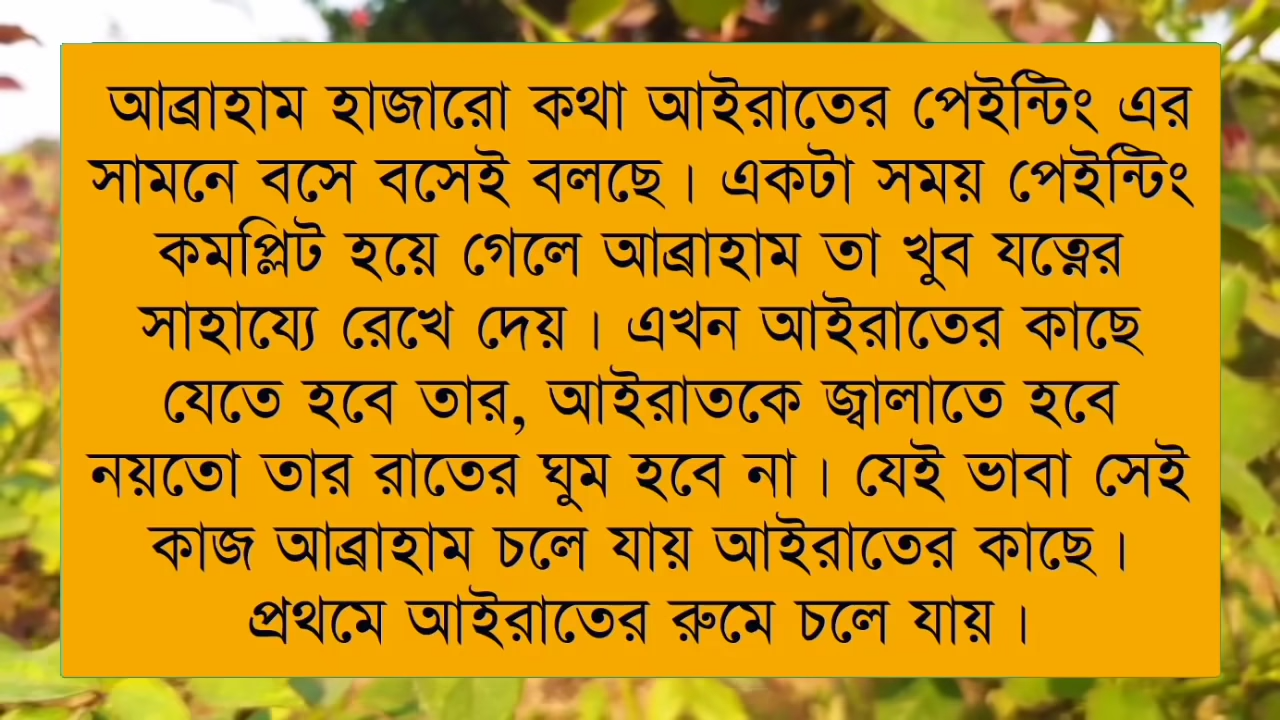 আব্রাহাম হাজারো কথা আইরাতের পেইন্টিং এর
সামনে বসে বসেই বলছে। একটা সময় পেইন্টিং
কমপ্লিট হয়ে গেলে আব্রাহাম তা খুব যত্নের
সাহায্যে রেখে দেয়। এখন আইরাতের কাছে
যেতে হবে তার, আইরাতকে জ্বালাতে হবে
নয়তো তার রাতের ঘুম হবে না। যেই ভাবা সেই
কাজ আব্রাহাম চলে যায় আইরাতের কাছে।
প্রথমে আইরাতের রুমে চলে যায়।